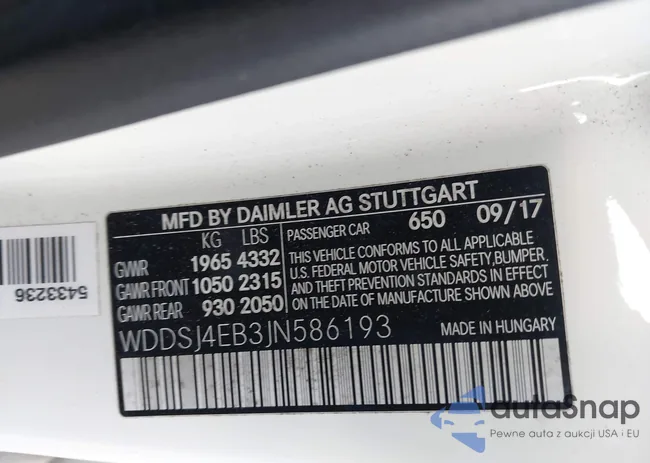 MFD BY DAIMLER AG STUTTGART
KG LBS PASSENGER CAR 650 09/17
GVWR 1965 4332
GAWR FRONT 1050 2315
GAWR REAR 930 2050
THIS VEHICLE CONFORMS TO ALL APPLICABLE
U.S. FEDERAL MOTOR VEHICLE SAFETY, BUMPER,
AND THEFT PREVENTION STANDARDS IN EFFECT
ON THE DATE OF MANUFACTURE SHOWN ABOVE.
WDDSJ4EB3JN586193 MADE IN HUNGARY
5433236
autoSnap
Pewne auta z aukcji USA i EU